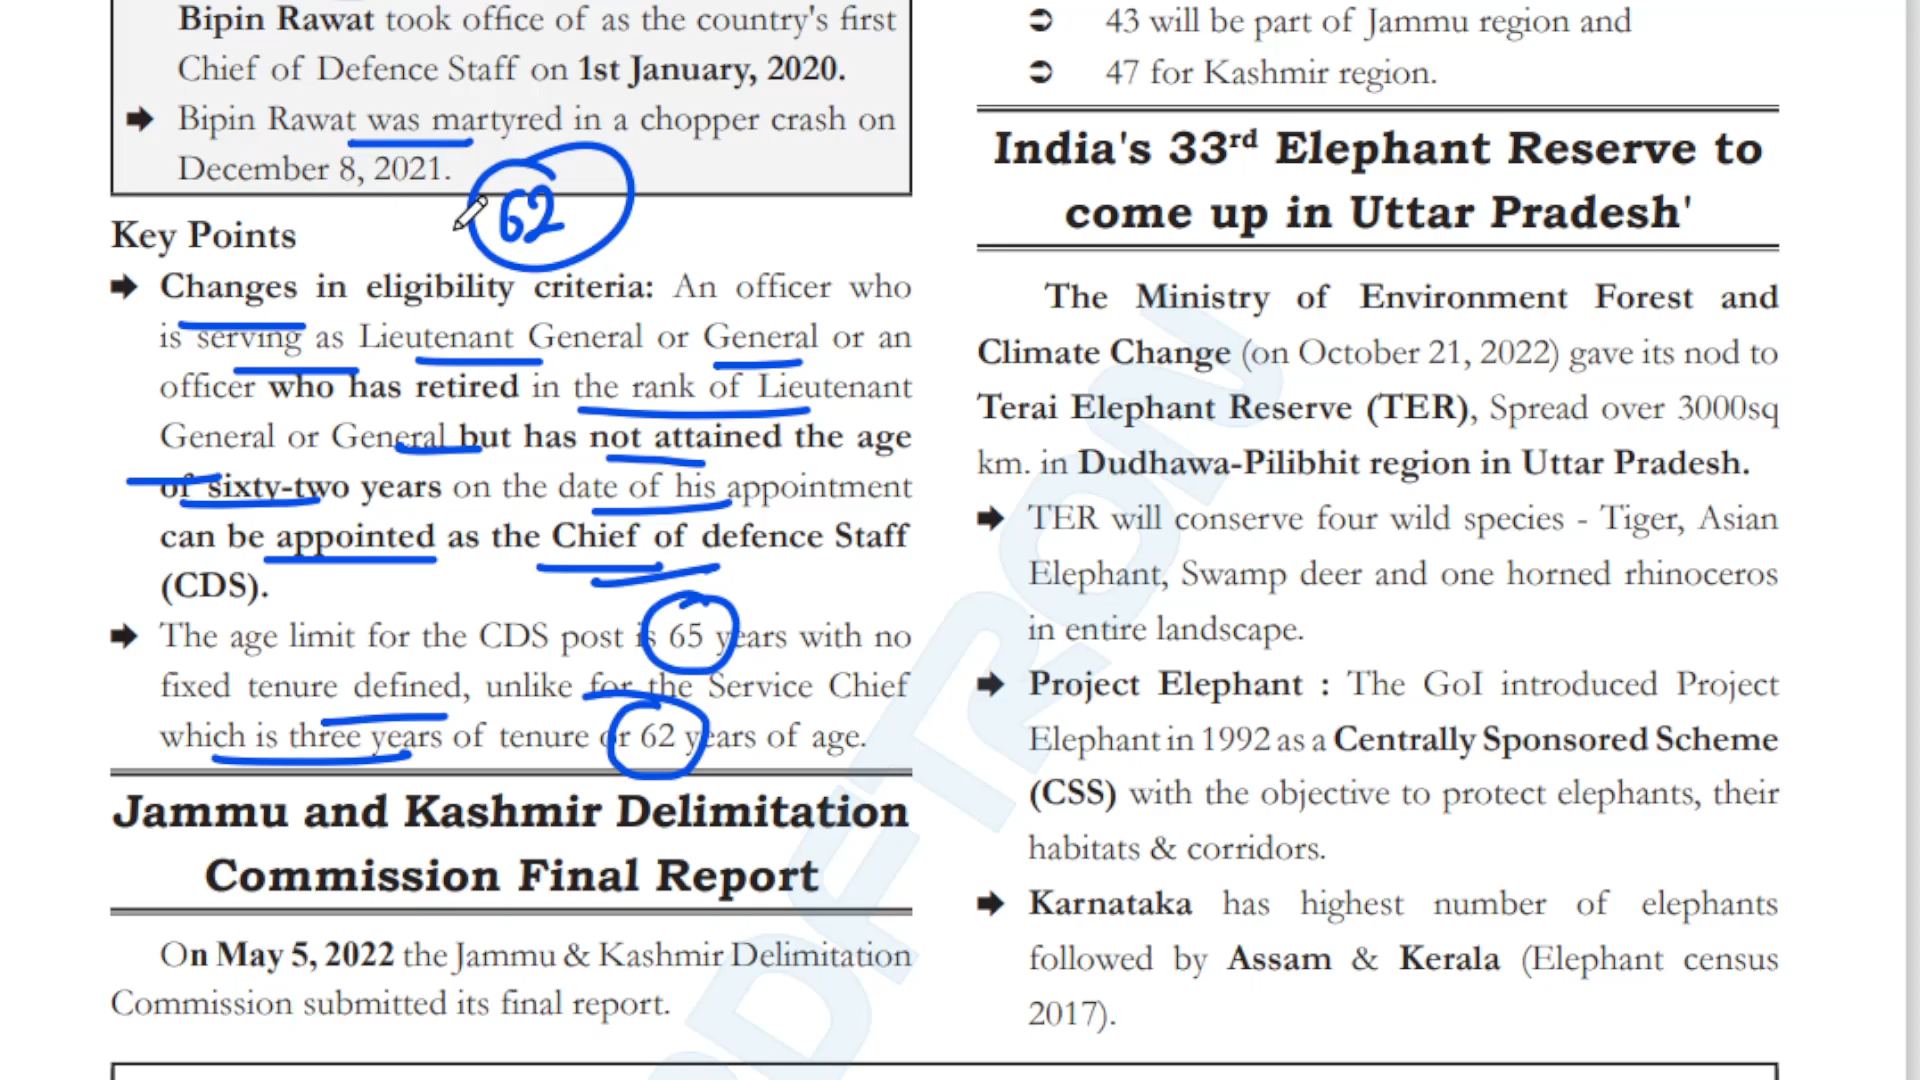 Bipin Rawat took office of as the country's first
Chief of Defence Staff on 1st January, 2020.
➡ Bipin Rawat was martyred in a chopper crash on
December 8, 2021.
62
Key Points
➡ Changes in eligibility criteria: An officer who
is serving as Lieutenant General or General or an
officer who has retired in the rank of Lieutenant
General or General but has not attained the age
of sixty-two years on the date of his appointment
can be appointed as the Chief of defence Staff
(CDS).
➡ The age limit for the CDS post is 65 years with no
fixed tenure defined, unlike for the Service Chief
which is three years of tenure or 62 years of age.
Jammu and Kashmir Delimitation
Commission Final Report
On May 5, 2022 the Jammu & Kashmir Delimitation
Commission submitted its final report.
➲ 43 will be part of Jammu region and
➲ 47 for Kashmir region.
India's 33rd Elephant Reserve to
come up in Uttar Pradesh'
The Ministry of Environment Forest and
Climate Change (on October 21, 2022) gave its nod to
Terai Elephant Reserve (TER), Spread over 3000sq
km. in Dudhawa-Pilibhit region in Uttar Pradesh.
➡ TER will conserve four wild species - Tiger, Asian
Elephant, Swamp deer and one horned rhinoceros
in entire landscape.
➡ Project Elephant : The GoI introduced Project
Elephant in 1992 as a Centrally Sponsored Scheme
(CSS) with the objective to protect elephants, their
habitats & corridors.
➡ Karnataka has highest number of elephants
followed by Assam & Kerala (Elephant census
2017).
PDFTRON